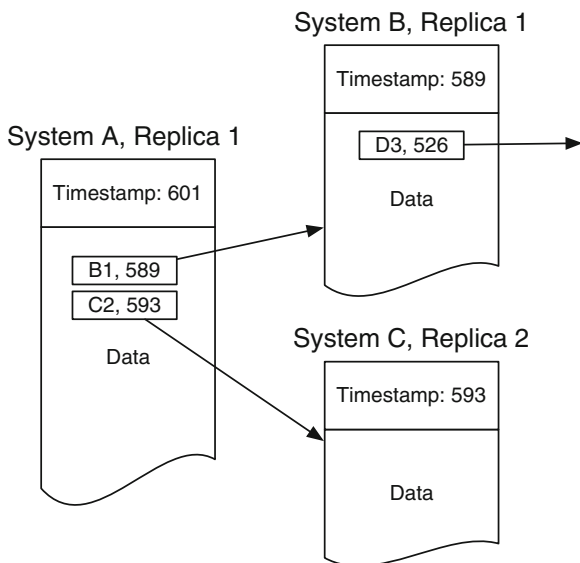 System B, Replica 1
Timestamp: 589
D3, 526
Data
System A, Replica 1
Timestamp: 601
B1, 589
C2, 593
Data
System C, Replica 2
Timestamp: 593
Data